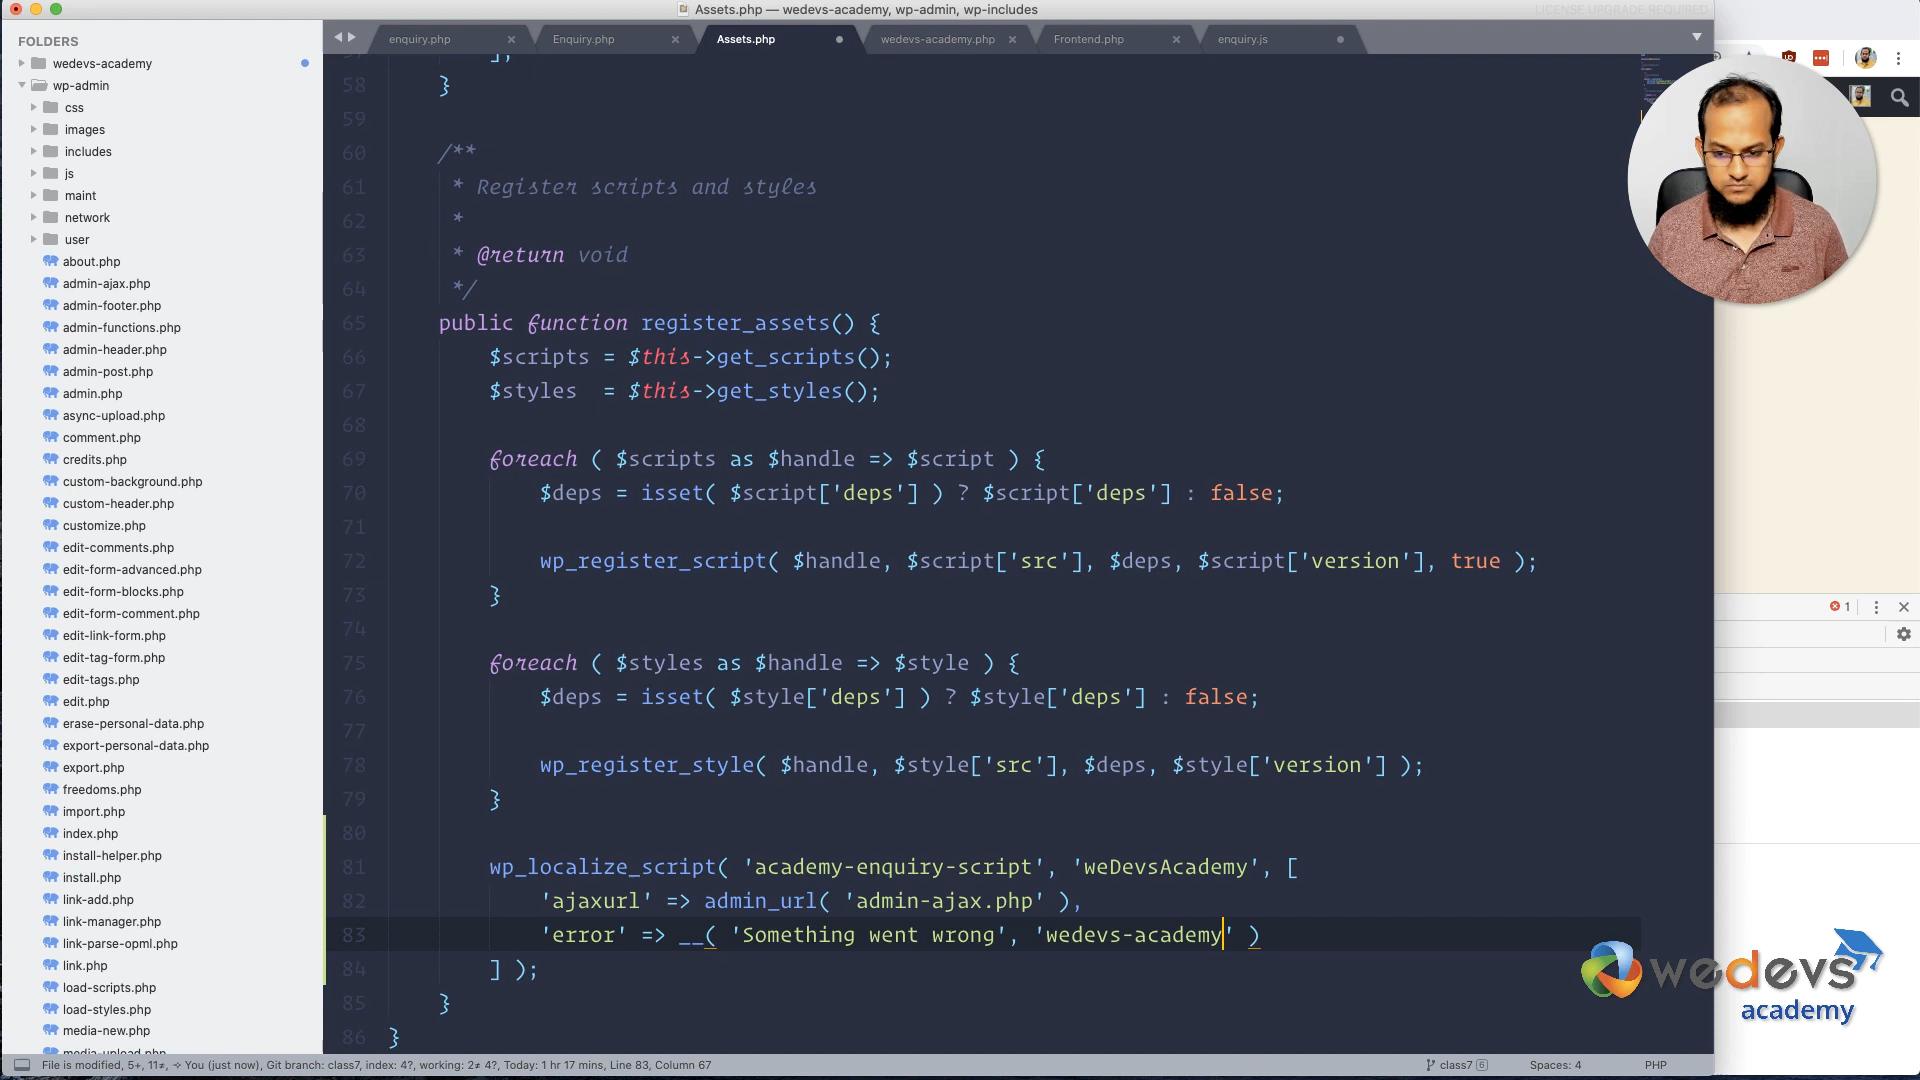 Assets.php — wedevs-academy, wp-admin, wp-includes
LICENSE UPGRADE REQUIRED
FOLDERS
wedevs-academy
wp-admin
css
images
includes
js
maint
network
user
about.php
admin-ajax.php
admin-footer.php
admin-functions.php
admin-header.php
admin-post.php
admin.php
async-upload.php
comment.php
credits.php
custom-background.php
custom-header.php
customize.php
edit-comments.php
edit-form-advanced.php
edit-form-blocks.php
edit-form-comment.php
edit-link-form.php
edit-tag-form.php
edit-tags.php
edit.php
erase-personal-data.php
export-personal-data.php
export.php
freedoms.php
import.php
index.php
install-helper.php
install.php
link-add.php
link-manager.php
link-parse-opml.php
link.php
load-scripts.php
load-styles.php
media-new.php
media-upload.php
enquiry.php
Enquiry.php
Assets.php
wedevs-academy.php
Frontend.php
enquiry.js
57 ];
58 }
59
60 /**
61 * Register scripts and styles
62 *
63 * @return void
64 */
65 public function register_assets() {
66 $scripts = $this->get_scripts();
67 $styles = $this->get_styles();
68
69 foreach ( $scripts as $handle => $script ) {
70 $deps = isset( $script['deps'] ) ? $script['deps'] : false;
71
72 wp_register_script( $handle, $script['src'], $deps, $script['version'], true );
73 }
74
75 foreach ( $styles as $handle => $style ) {
76 $deps = isset( $style['deps'] ) ? $style['deps'] : false;
77
78 wp_register_style( $handle, $style['src'], $deps, $style['version'] );
79 }
80
81 wp_localize_script( 'academy-enquiry-script', 'weDevsAcademy', [
82 'ajaxurl' => admin_url( 'admin-ajax.php' ),
83 'error' => __( 'Something went wrong', 'wedevs-academy' )
84 ] );
85 }
86 }
1
wedevs
academy
File is modified, 5+, 11≠, ✧ You (just now), Git branch: class7, index: 4?, working: 2≠ 4?, Today: 1 hr 17 mins, Line 83, Column 67
class7 6
Spaces: 4
PHP